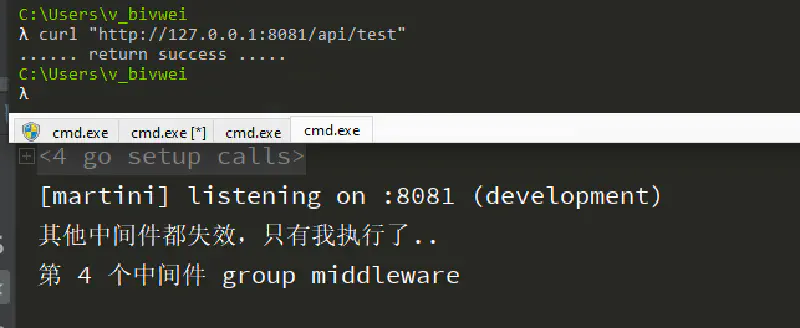 C:\Users\v_bivwei
λ curl "http://127.0.0.1:8081/api/test"
...... return success .....
C:\Users\v_bivwei
λ
cmd.exe cmd.exe [*] cmd.exe cmd.exe
<4 go setup calls>
[martini] listening on :8081 (development)
其他中间件都失效，只有我执行了..
第 4 个中间件 group middleware